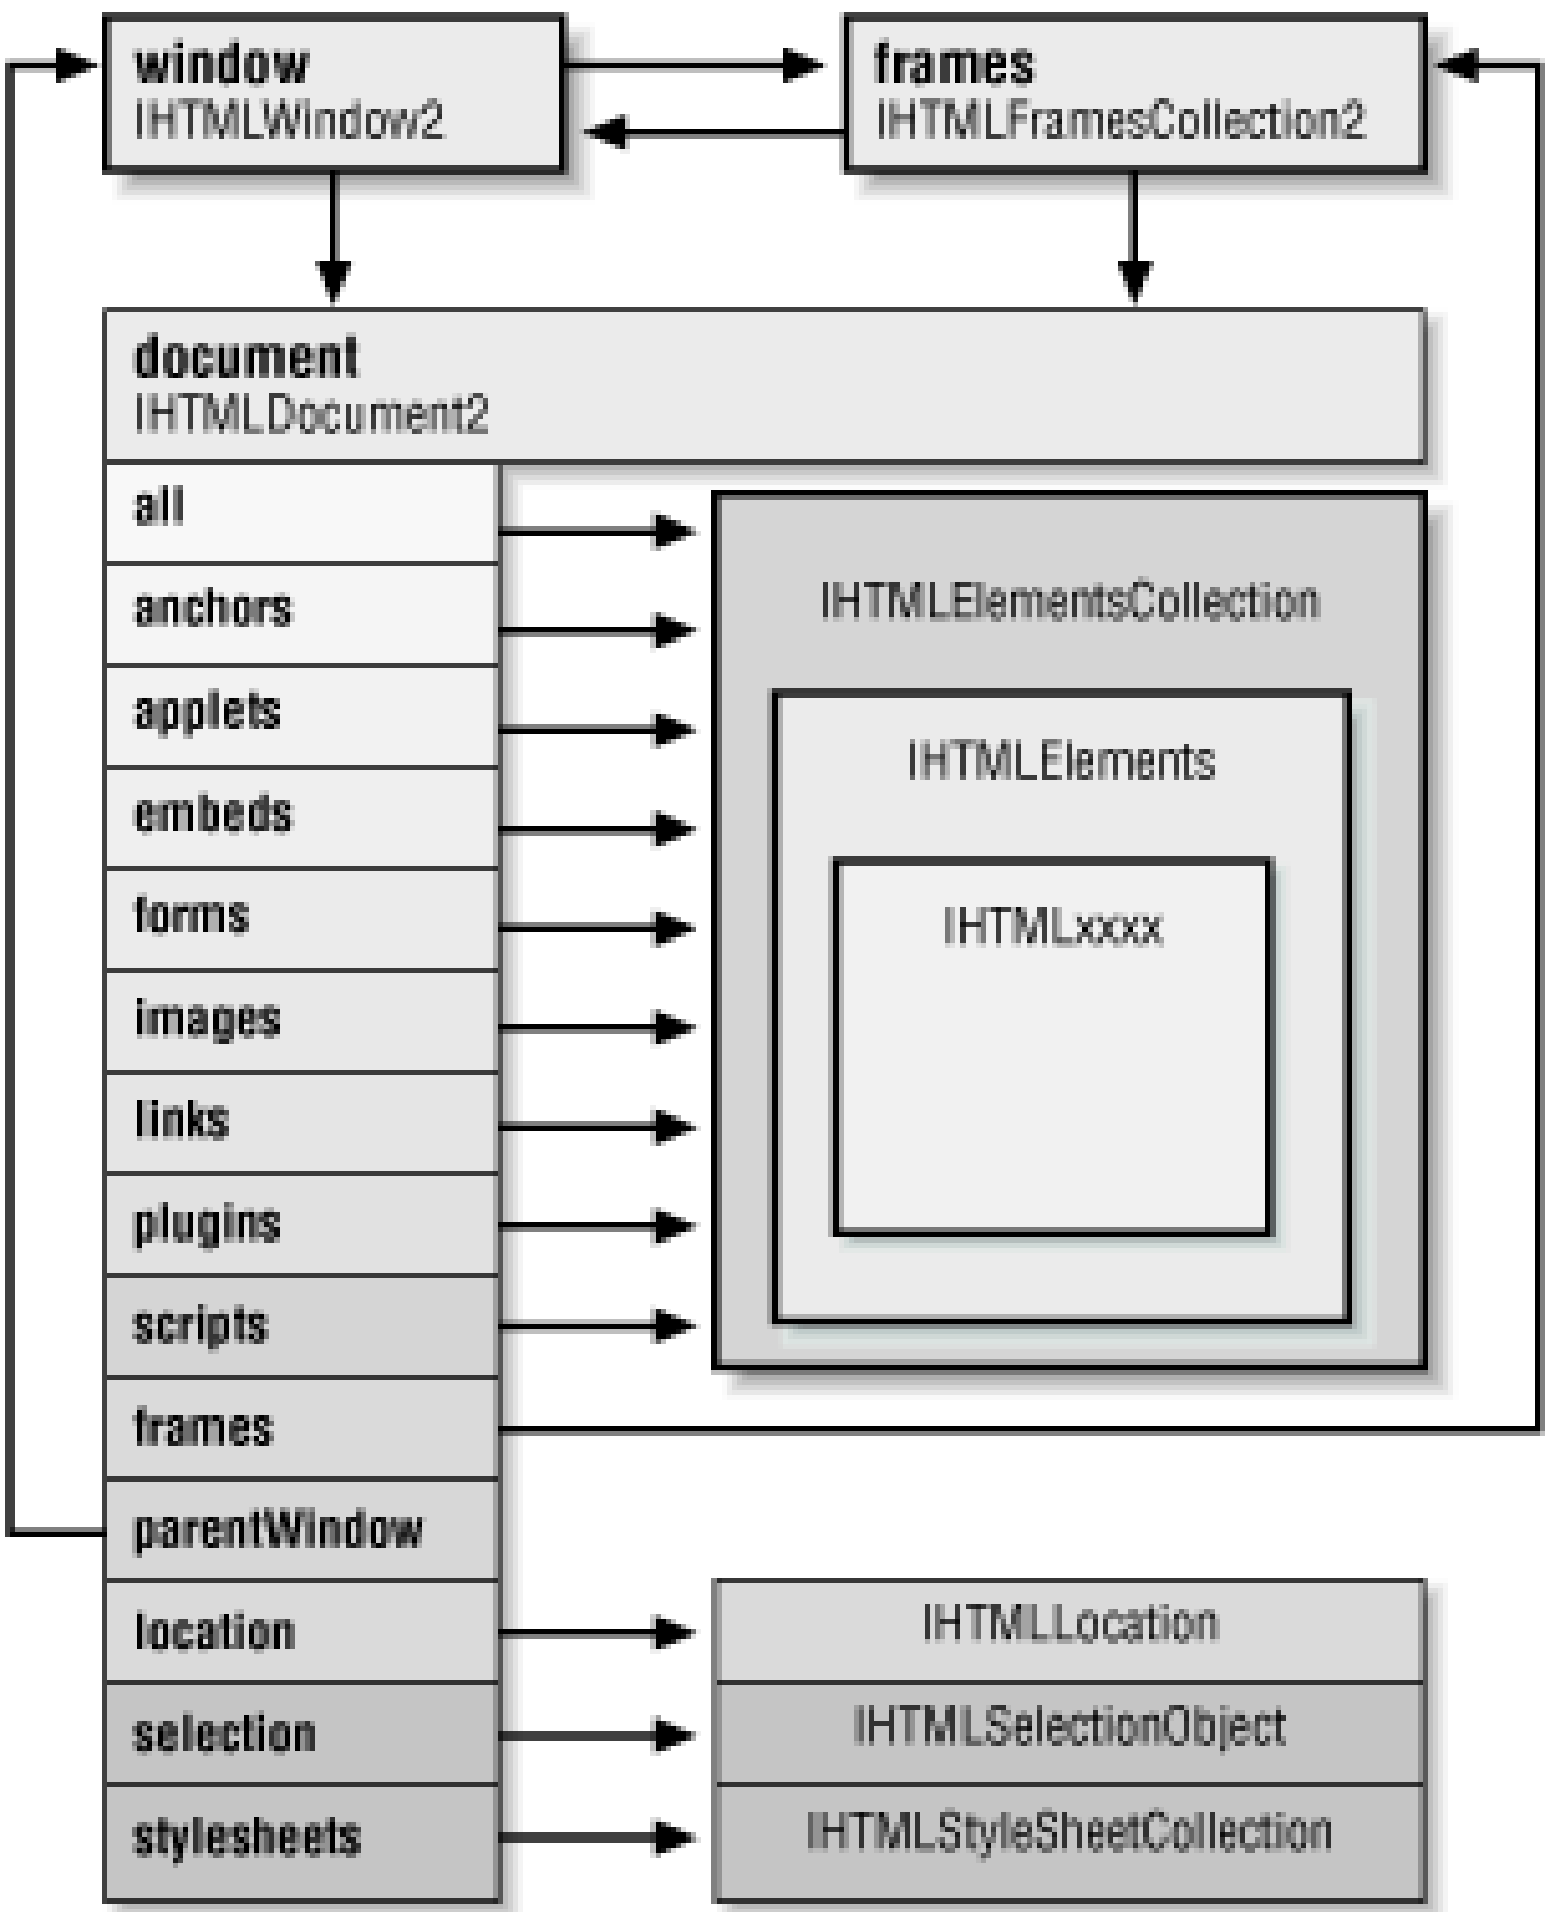 window
IHTMLWindow2
frames
IHTMLFramesCollection2
document
IHTMLDocument2
all
anchors
applets
embeds
forms
images
links
plugins
scripts
frames
parentWindow
location
selection
stylesheets
IHTMLElementsCollection
IHTMLElements
IHTMLxxxx
IHTMLLocation
IHTMLSelectionObject
IHTMLStyleSheetCollection